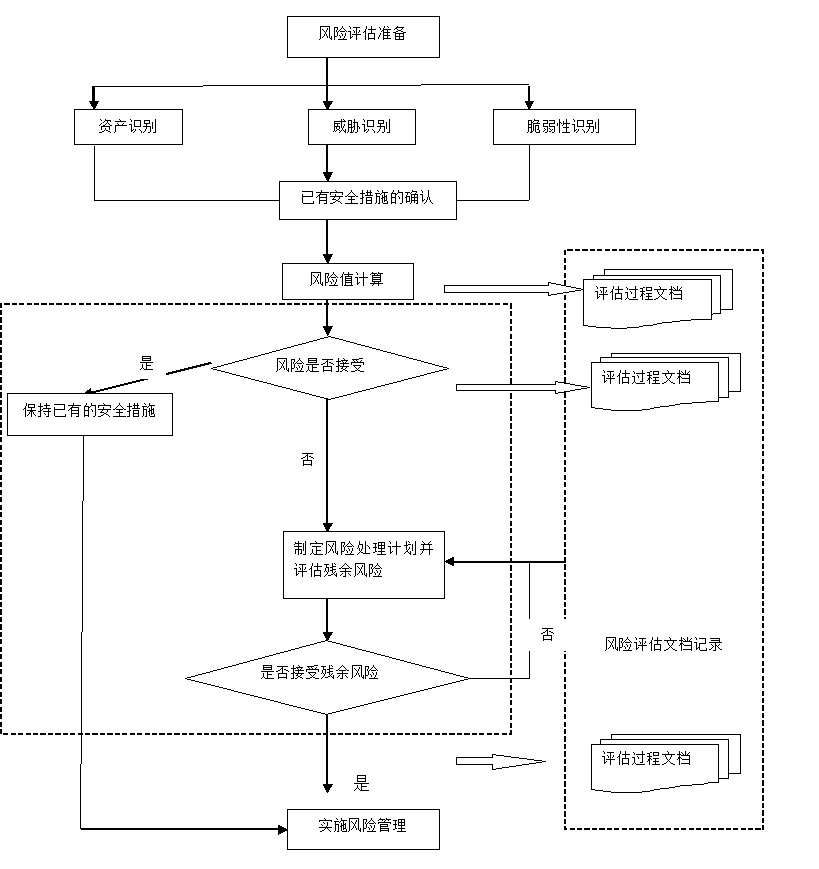 风险评估准备
资产识别
威胁识别
脆弱性识别
已有安全措施的确认
风险值计算
评估过程文档
是
风险是否接受
评估过程文档
保持已有的安全措施
否
制定风险处理计划并
评估残余风险
否
风险评估文档记录
是否接受残余风险
评估过程文档
是
实施风险管理